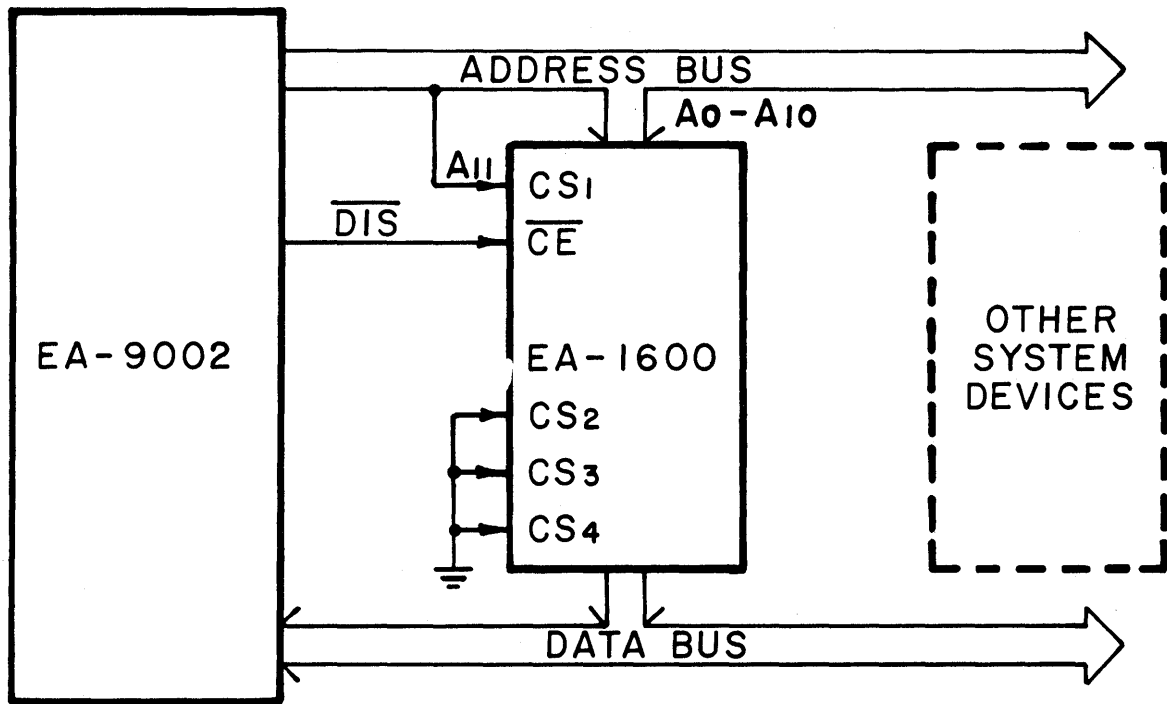 ADDRESS BUS
A0-A10
A11
CS1
DIS
CE
EA-9002
EA-1600
OTHER
SYSTEM
DEVICES
CS2
CS3
CS4
DATA BUS